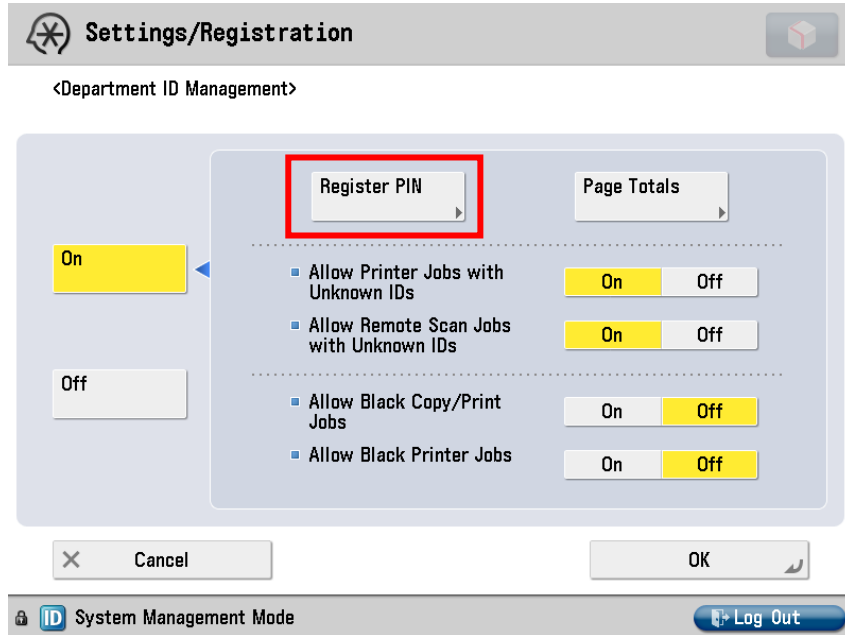 Settings/Registration
<Department ID Management>
Register PIN
Page Totals
On
Allow Printer Jobs with
Unknown IDs
On Off
Allow Remote Scan Jobs
with Unknown IDs
On Off
Off
Allow Black Copy/Print
Jobs
On Off
Allow Black Printer Jobs
On Off
Cancel
OK
ID System Management Mode
Log Out